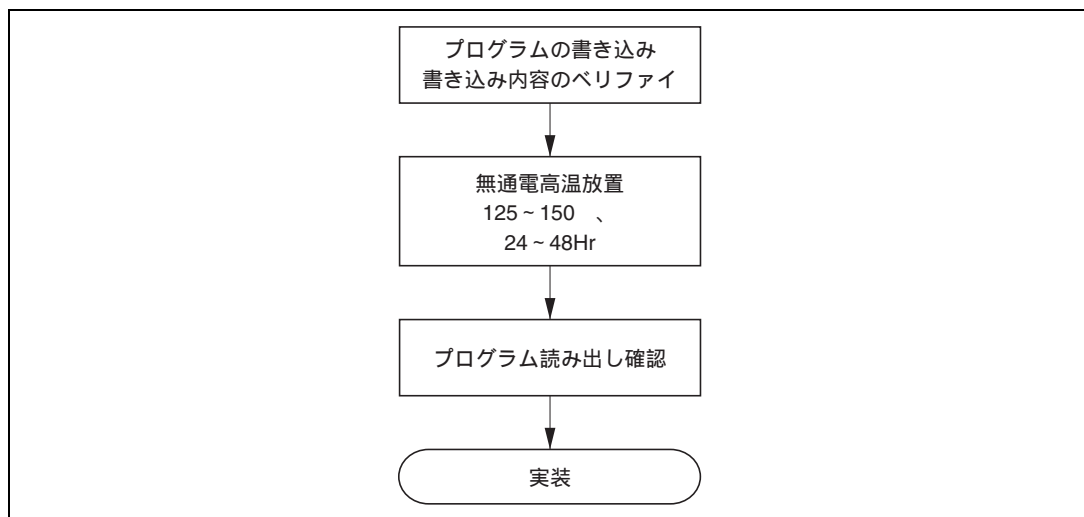 プログラムの書き込み
書き込み内容のベリファイ
無通電高温放置
125~150 、
24~48Hr
プログラム読み出し確認
実装